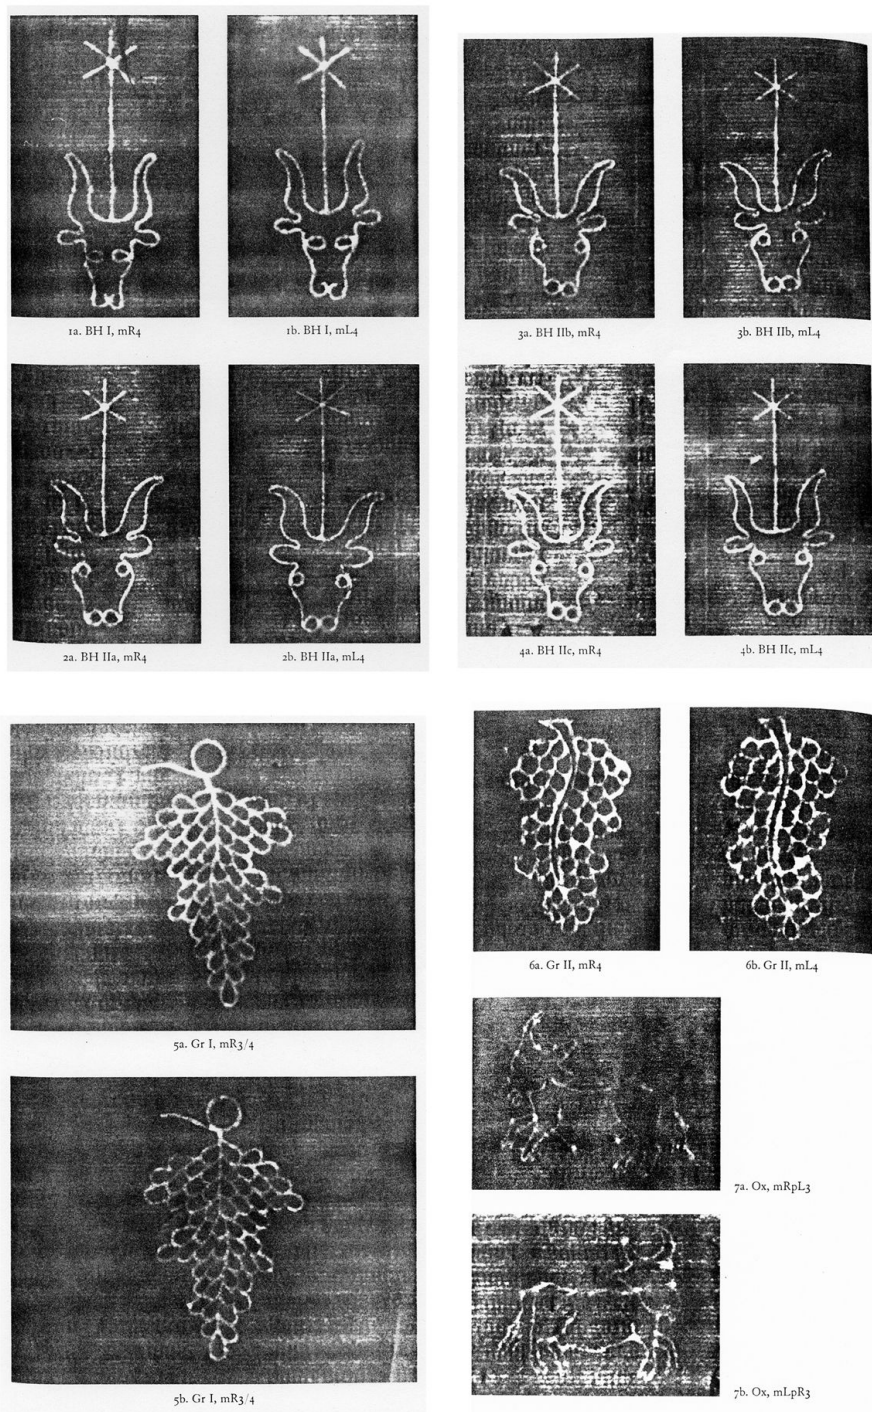 1a. BH I, mR4
1b. BH I, mL4
2a. BH IIa, mR4
2b. BH IIa, mL4
3a. BH IIb, mR4
3b. BH IIb, mL4
4a. BH IIc, mR4
4b. BH IIc, mL4
5a. Gr I, mR3/4
5b. Gr I, mR3/4
6a. Gr II, mR4
6b. Gr II, mL4
7a. Ox, mRpL3
7b. Ox, mLpR3